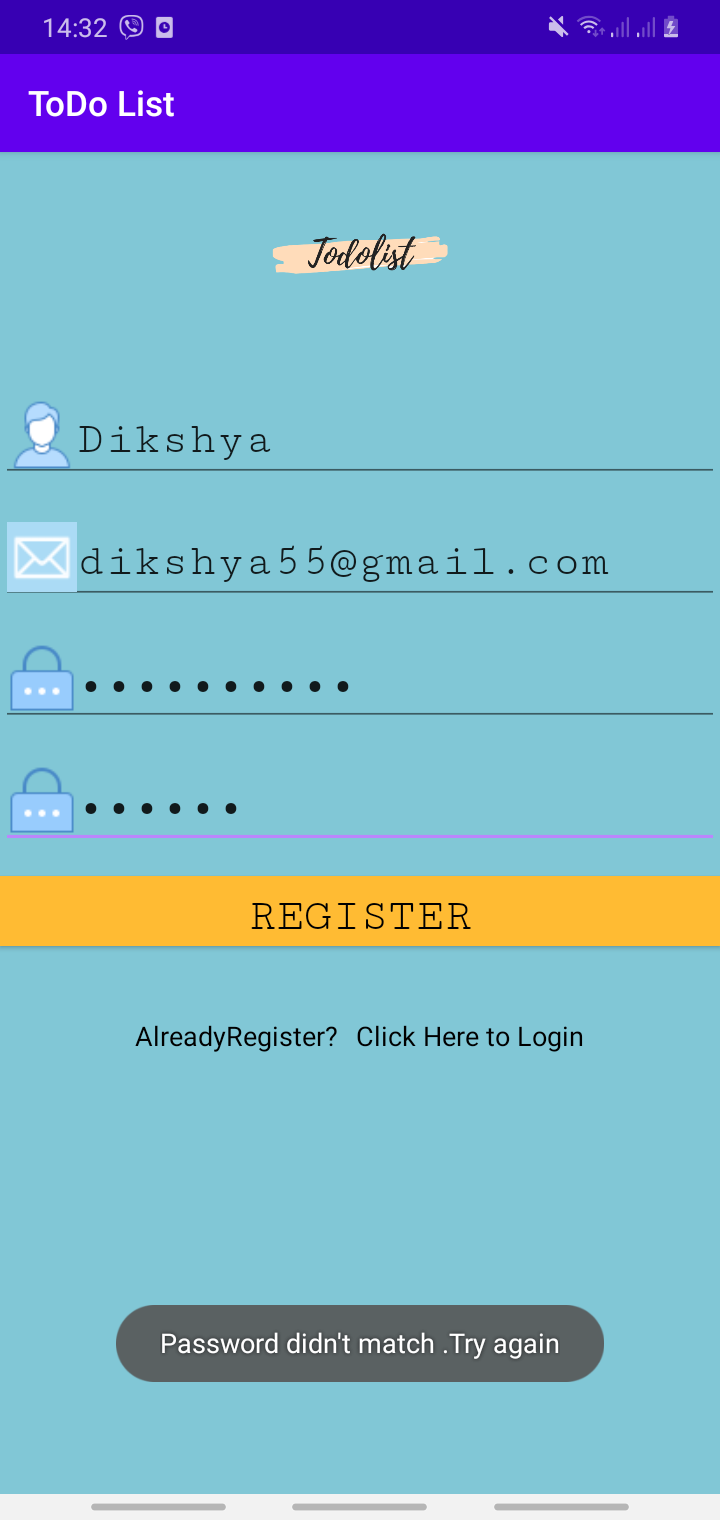 14:32
ToDo List
Todolist
Dikshya
dikshya55@gmail.com
••••••••••
••••••
REGISTER
AlreadyRegister? Click Here to Login
Password didn't match .Try again